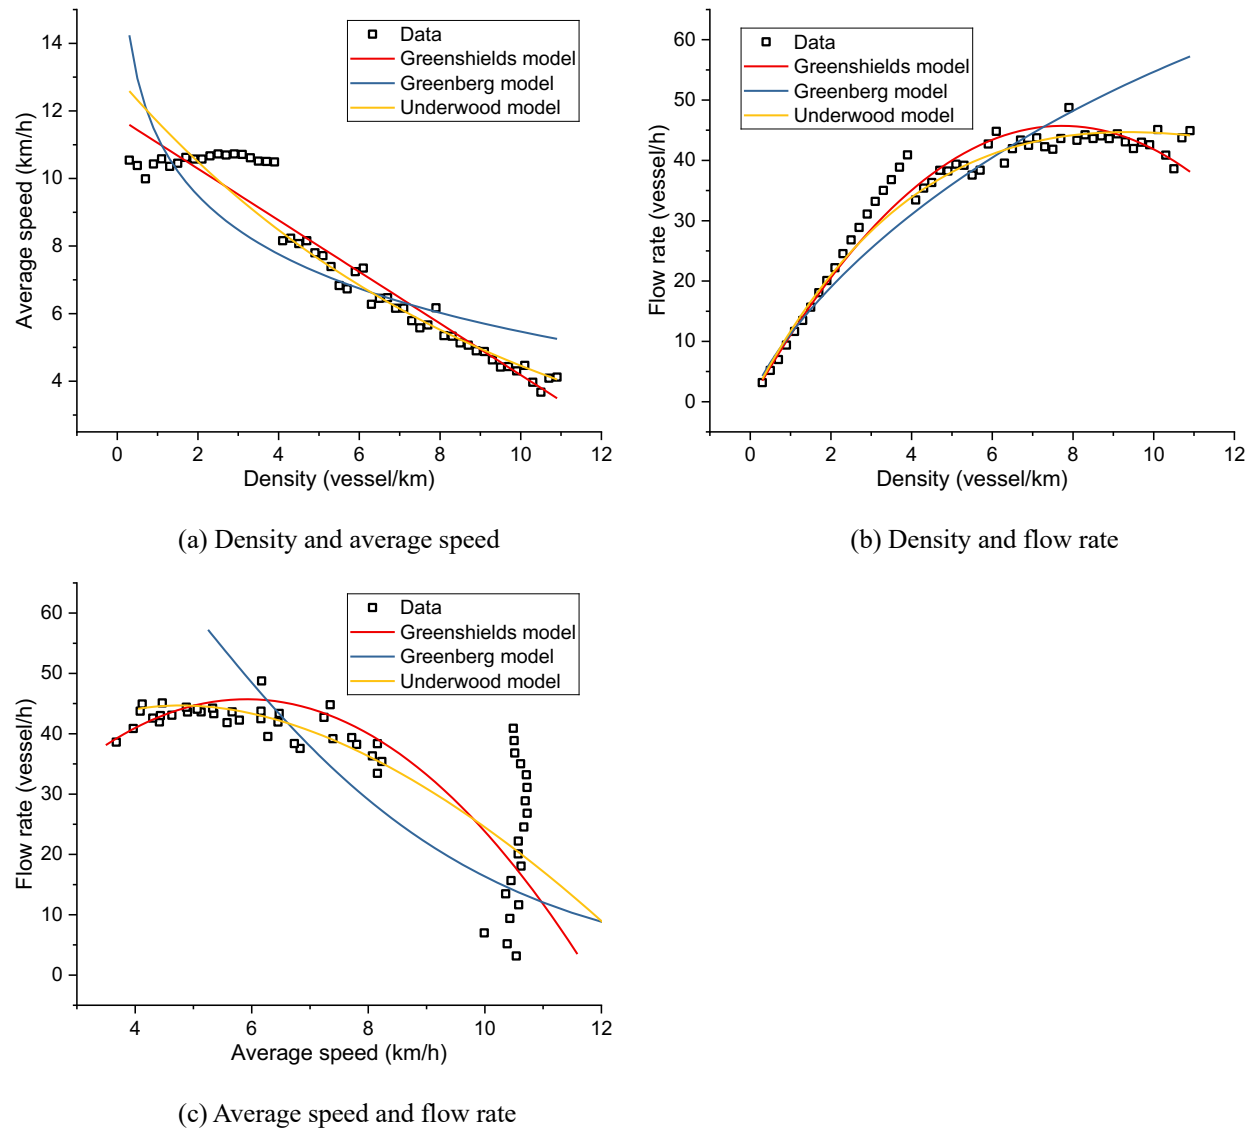 Average speed (km/h)
14
12
10
8
6
4
0 2 4 6 8 10 12
Density (vessel/km)
Data
Greenshields model
Greenberg model
Underwood model
(a) Density and average speed
Flow rate (vessel/h)
60
50
40
30
20
10
0
0 2 4 6 8 10 12
Density (vessel/km)
Data
Greenshields model
Greenberg model
Underwood model
(b) Density and flow rate
Flow rate (vessel/h)
60
50
40
30
20
10
0
4 6 8 10 12
Average speed (km/h)
Data
Greenshields model
Greenberg model
Underwood model
(c) Average speed and flow rate